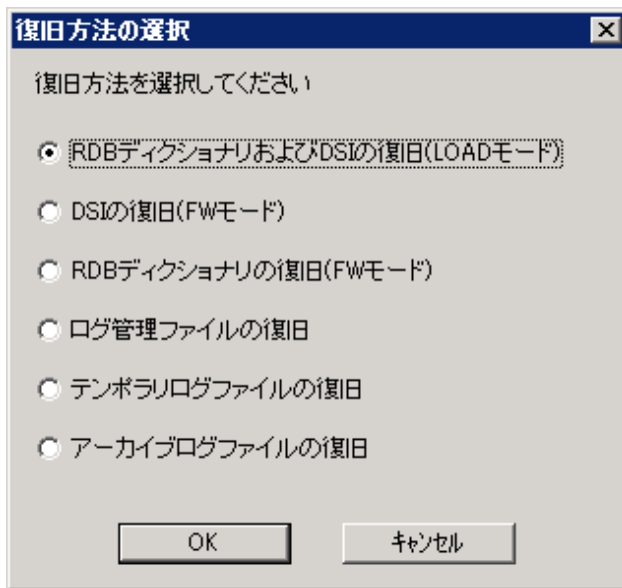 復旧方法の選択
復旧方法を選択してください
RDBディクショナリおよびDSIの復旧(LOADモード)
DSIの復旧(FWモード)
RDBディクショナリの復旧(FWモード)
ログ管理ファイルの復旧
テンポラリログファイルの復旧
アーカイブログファイルの復旧
OK
キャンセル